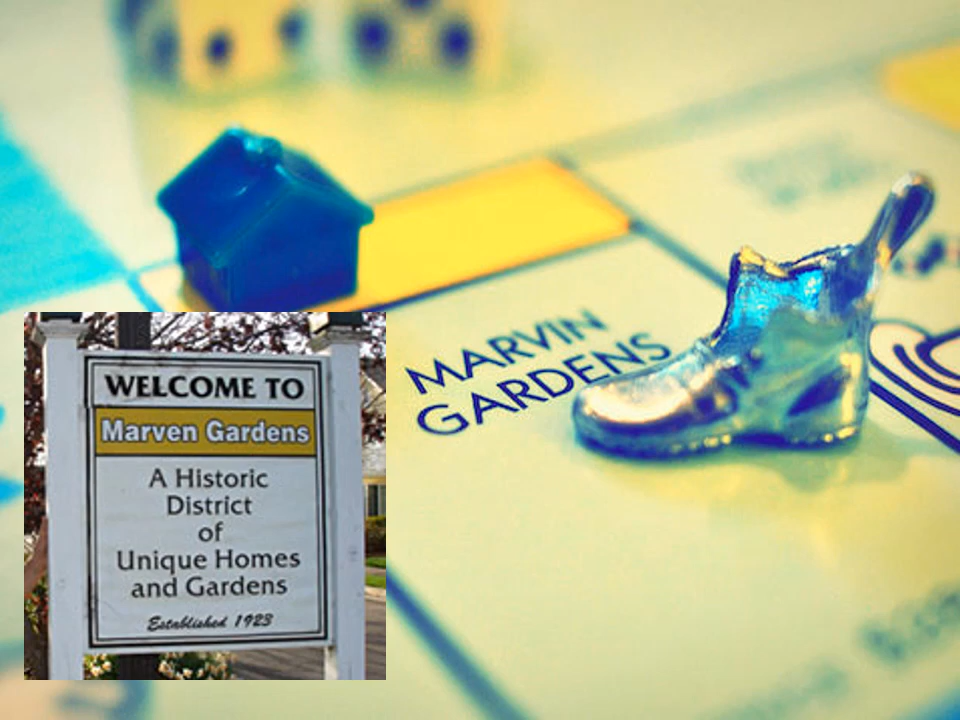 MARVIN
GARDENS
WELCOME TO
Marven Gardens
A Historic
District
of
Unique Homes
and Gardens
Established 1923